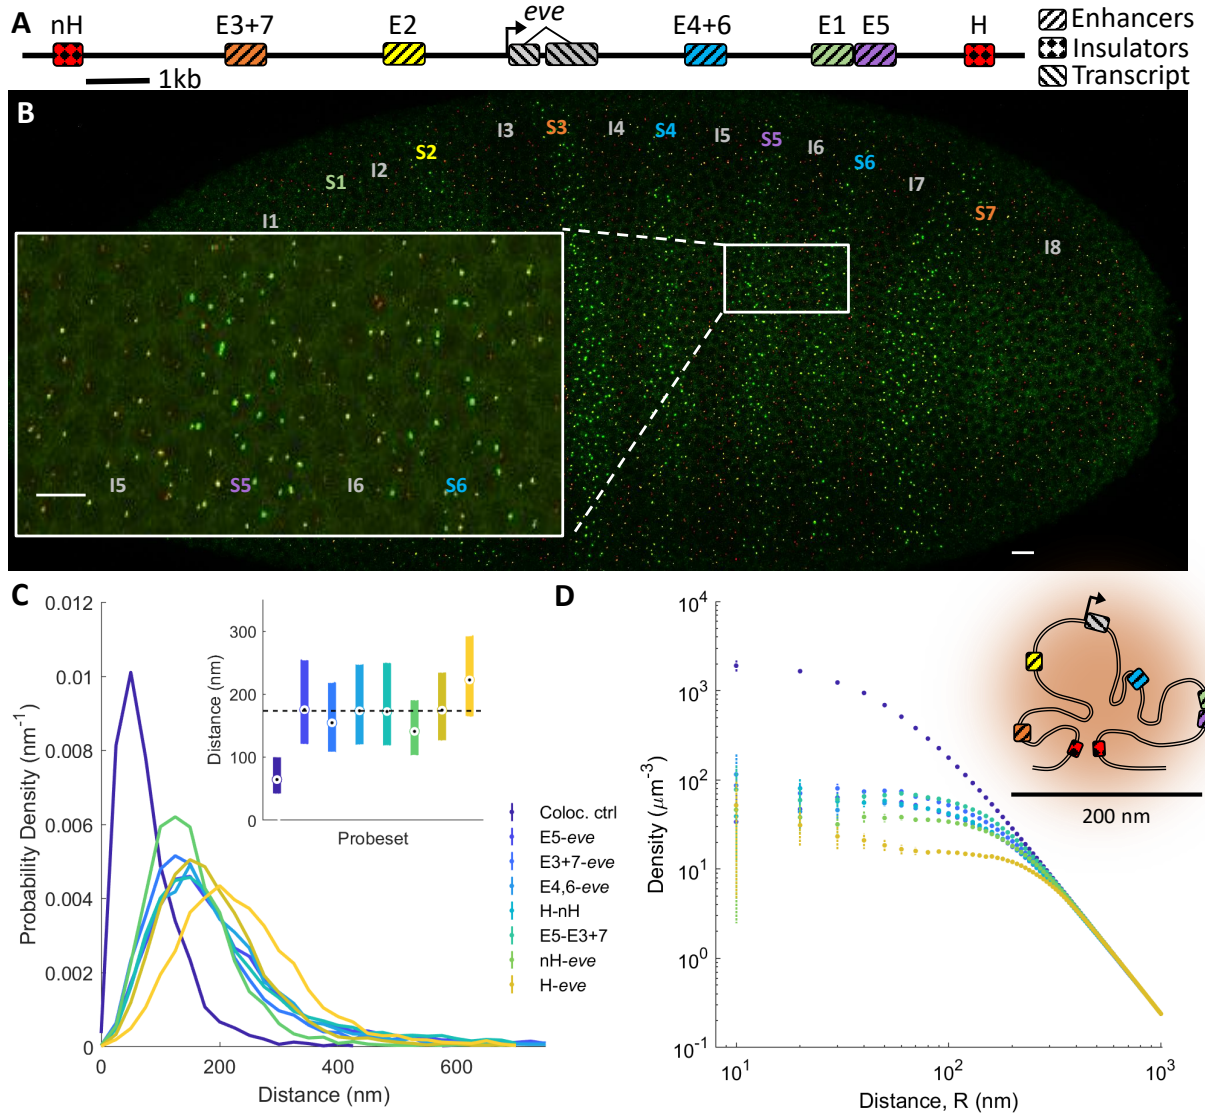 A
nH
E3+7
E2
eve
E4+6
E1
E5
H
1kb
Enhancers
Insulators
Transcript
B
I1
S1
I2
S2
I3
S3
I4
S4
I5
S5
I6
S6
I7
S7
I8
I5
S5
I6
S6
C
Probability Density (nm⁻¹)
0.012
0.01
0.008
0.006
0.004
0.002
0
0
200
400
600
Distance (nm)
Distance (nm)
300
200
100
0
Probeset
Coloc. ctrl
E5-eve
E3+7-eve
E4,6-eve
H-nH
E5-E3+7
nH-eve
H-eve
D
Density (μm⁻³)
10⁴
10³
10²
10¹
10⁰
10⁻¹
10¹
10²
10³
Distance, R (nm)
200 nm